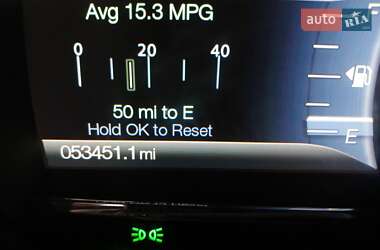 Avg 15.3 MPG
auto RIA
0 20 40
50 mi to E
Hold OK to Reset
E
053451.1 mi